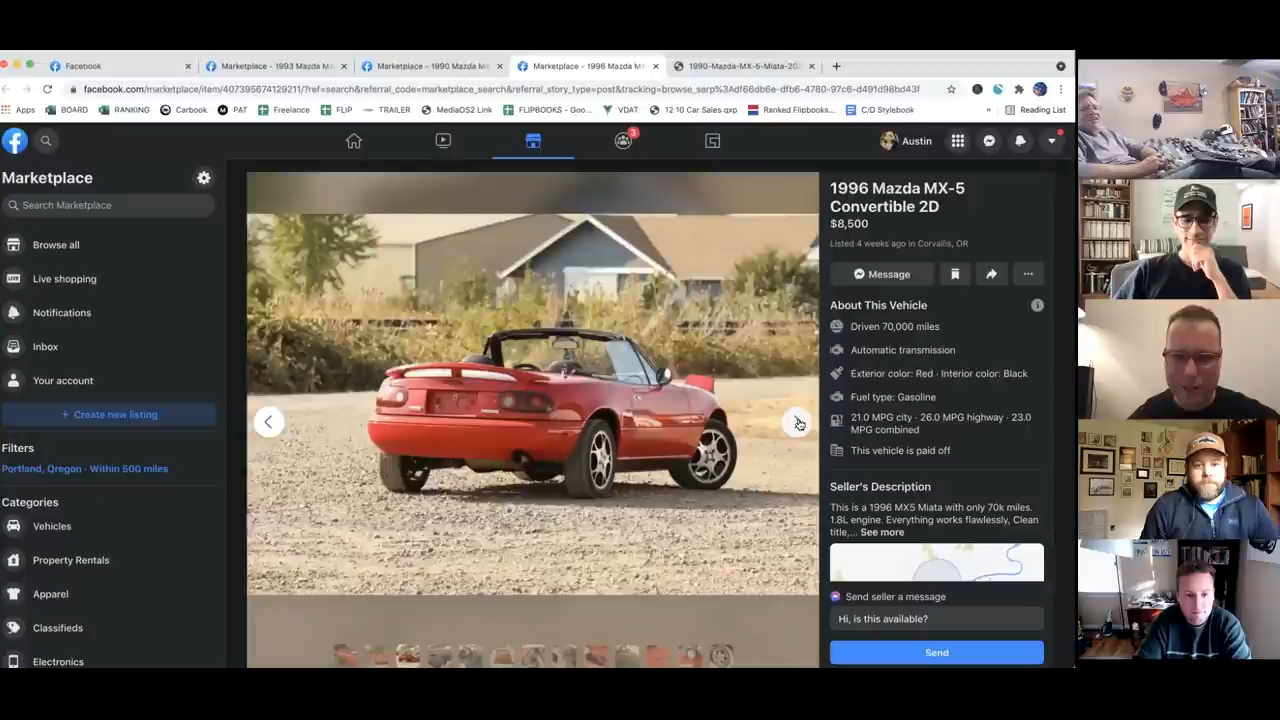 Facebook
Marketplace - 1993 Mazda M
Marketplace - 1990 Mazda M
Marketplace - 1996 Mazda M
1990-Mazda-MX-5-Miata-20
facebook.com/marketplace/item/407395674129211/?ref=search&referral_code=marketplace_search&referral_story_type=post&tracking=browse_serp%3Adf66db6e-dfb6-4780-97c6-d491d98bd43f
Apps
BOARD
RANKING
Carbook
PAT
Freelance
FLIP
TRAILER
MediaOS2 Link
FLIPBOOKS - Goo...
VDAT
12 10 Car Sales.qxp
Ranked Flipbooks...
C/D Stylebook
»
Reading List
3
Austin
Marketplace
Search Marketplace
Browse all
Live shopping
Notifications
Inbox
Your account
+ Create new listing
Filters
Portland, Oregon · Within 500 miles
Categories
Vehicles
Property Rentals
Apparel
Classifieds
Electronics
1996 Mazda MX-5
Convertible 2D
$8,500
Listed 4 weeks ago in Corvallis, OR
Message
About This Vehicle
Driven 70,000 miles
Automatic transmission
Exterior color: Red · Interior color: Black
Fuel type: Gasoline
21.0 MPG city · 26.0 MPG highway · 23.0
MPG combined
This vehicle is paid off
Seller's Description
This is a 1996 MX5 Miata with only 70k miles.
1.8L engine. Everything works flawlessly, Clean
title,... See more
Send seller a message
Hi, is this available?
Send